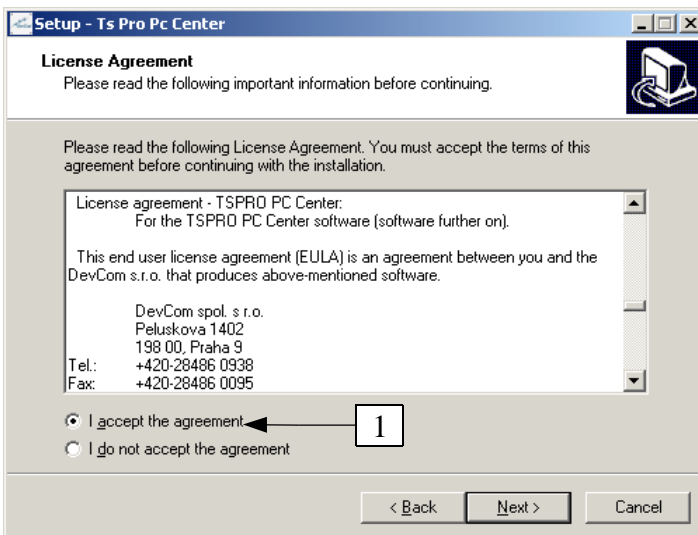 Setup - Ts Pro Pc Center
License Agreement
Please read the following important information before continuing.
Please read the following License Agreement. You must accept the terms of this
agreement before continuing with the installation.
License agreement - TSPRO PC Center:
For the TSPRO PC Center software (software further on).
This end user license agreement (EULA) is an agreement between you and the
DevCom s.r.o. that produces above-mentioned software.
DevCom spol. s r.o.
Peluskova 1402
198 00, Praha 9
Tel.: +420-28486 0938
Fax: +420-28486 0095
I accept the agreement
1
I do not accept the agreement
< Back
Next >
Cancel